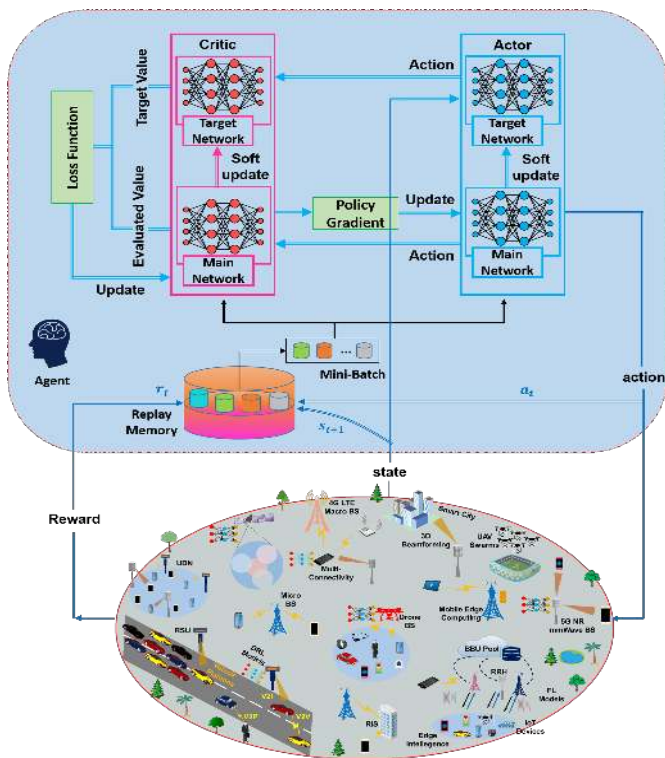 Critic
Actor
Action
Target Value
Target
Network
Target
Network
Loss Function
Soft
update
Soft
update
Evaluated Value
Policy
Gradient
Update
Main
Network
Action
Main
Network
Update
Agent
Mini-Batch
...
action
r_t
a_t
Replay
Memory
s_{t-1}
state
Reward
4G LTE
Macro BS
Smart City
3D
Beamforming
UAV
Swarms
UDN
Multi-
Connectivity
Micro
BS
Drone
BS
Mobile Edge
Computing
5G NR
mmWave BS
RSU
DRL
Models
BBU Pool
RRH
V2I
V2V
V2P
FL
Models
RIS
Edge
Intelligence
IoT
Devices